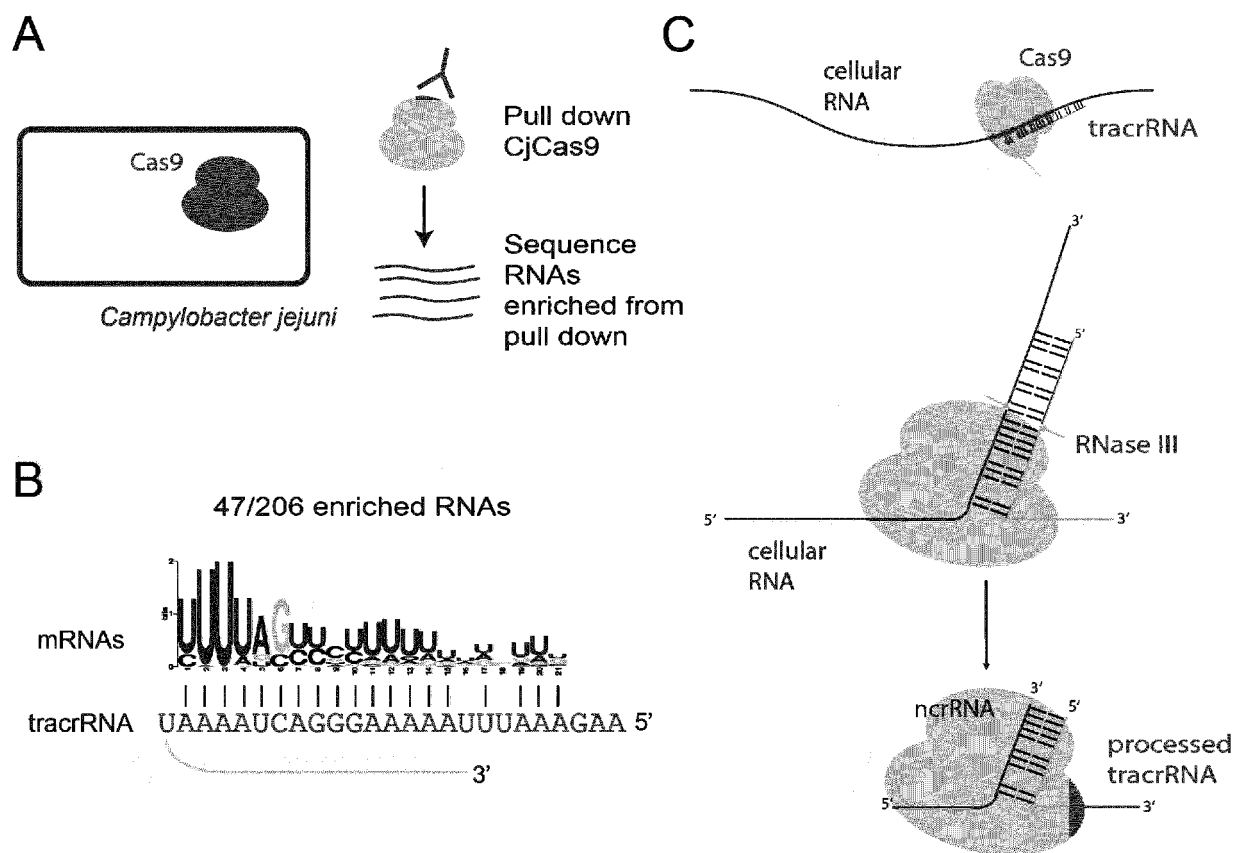 A
Cas9
Campylobacter jejuni
Pull down
CjCas9
Sequence
RNAs
enriched from
pull down
B
47/206 enriched RNAs
mRNAs
tracrRNA
UAAAAUCAGGGAAAAAUUUAAAGAA 5'
3'
C
cellular
RNA
Cas9
tracrRNA
3'
5'
RNase III
5'
3'
cellular
RNA
ncrRNA
3'
5'
processed
tracrRNA
5'
3'